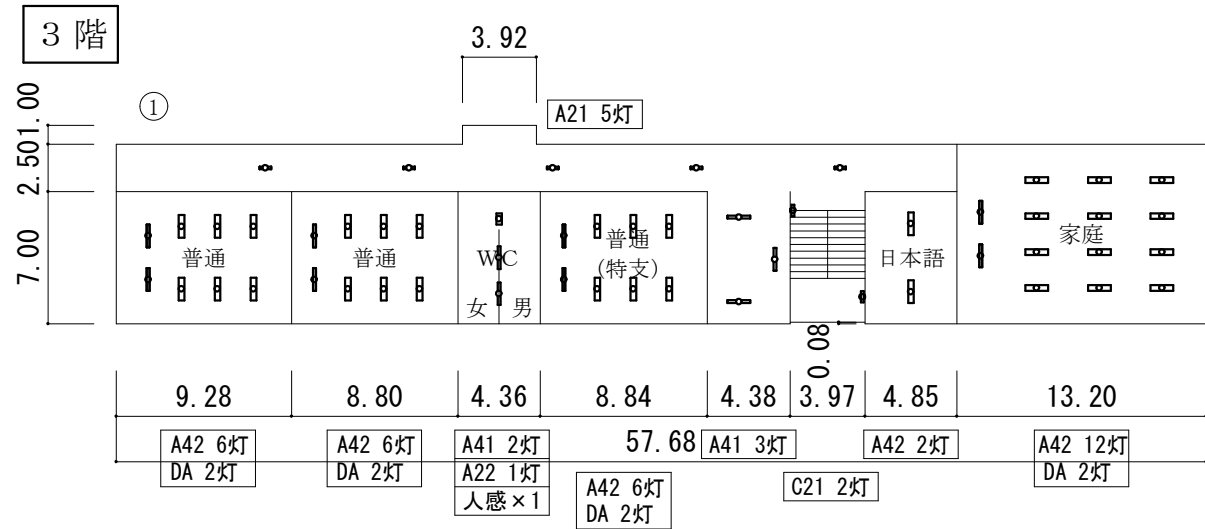 3 階
3.92
1.00
①
A21 5灯
2.50
7.00
普通
普通
WC
女
男
普通
(特支)
日本語
家庭
0.08
9.28
8.80
4.36
8.84
4.38
3.97
4.85
13.20
57.68
A42 6灯
DA 2灯
A42 6灯
DA 2灯
A41 2灯
A22 1灯
人感×1
A42 6灯
DA 2灯
A41 3灯
C21 2灯
A42 2灯
A42 12灯
DA 2灯